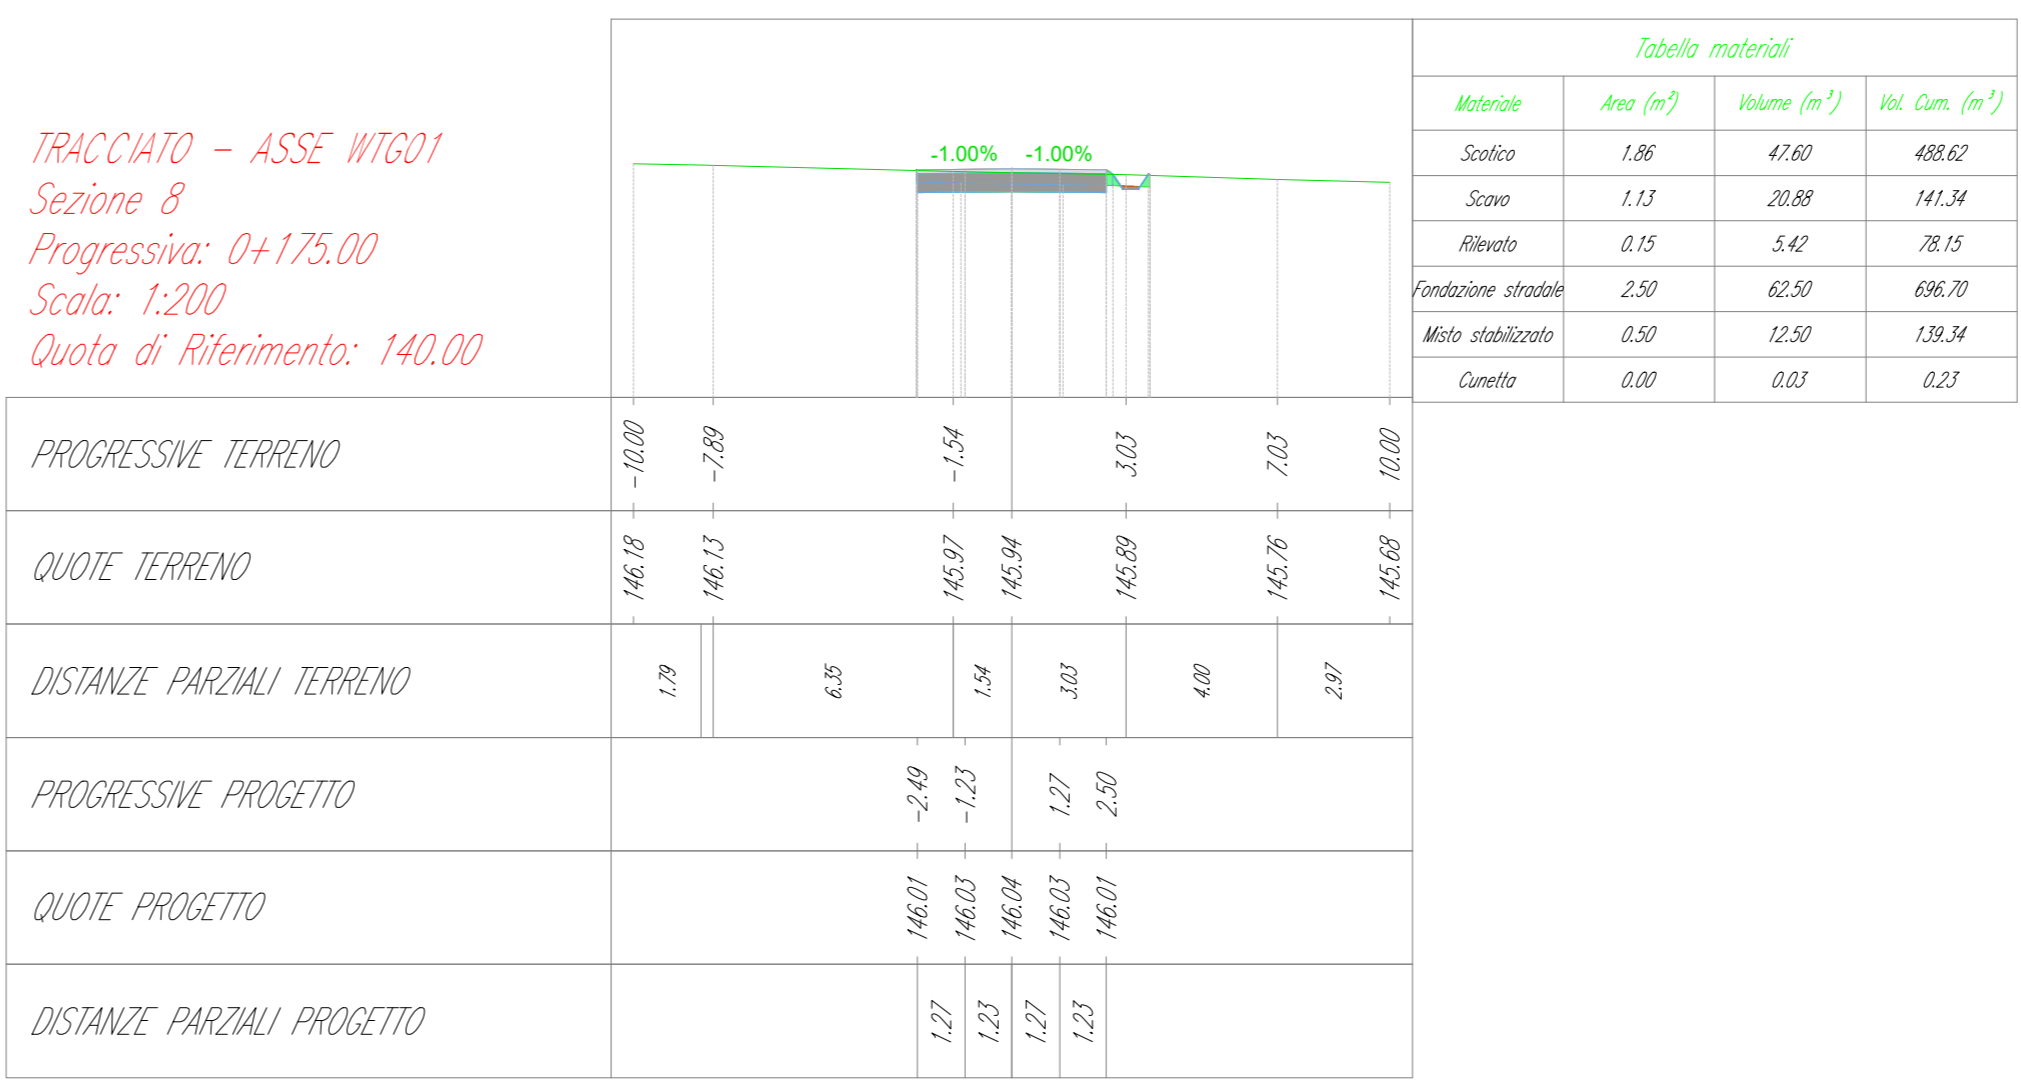 TRACCIATO - ASSE WTG01
Sezione 8
Progressiva: 0+175.00
Scala: 1:200
Quota di Riferimento: 140.00
-1.00% -1.00%
Tabella materiali
Materiale Area (m²) Volume (m³) Vol. Cum. (m³)
Scotico 1.86 47.60 488.62
Scavo 1.13 20.88 141.34
Rilevato 0.15 5.42 78.15
Fondazione stradale 2.50 62.50 696.70
Misto stabilizzato 0.50 12.50 139.34
Cunetta 0.00 0.03 0.23
PROGRESSIVE TERRENO -10.00 -7.89 -1.54 3.03 7.03 10.00
QUOTE TERRENO 146.18 146.13 145.97 145.94 145.89 145.76 145.68
DISTANZE PARZIALI TERRENO 1.79 6.35 1.54 3.03 4.00 2.97
PROGRESSIVE PROGETTO -2.49 -1.23 1.27 2.50
QUOTE PROGETTO 146.01 146.03 146.04 146.03 146.01
DISTANZE PARZIALI PROGETTO 1.27 1.23 1.27 1.23